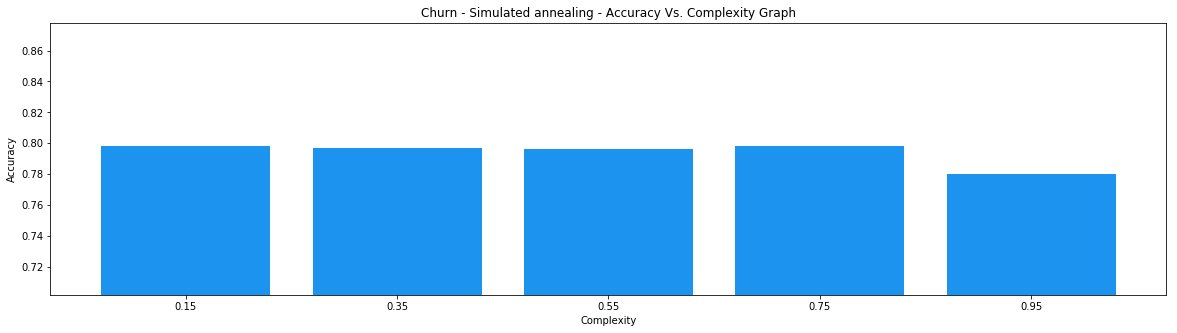 Churn - Simulated annealing - Accuracy Vs. Complexity Graph
0.86
0.84
0.82
0.80
0.78
0.76
0.74
0.72
Accuracy
0.15 0.35 0.55 0.75 0.95
Complexity